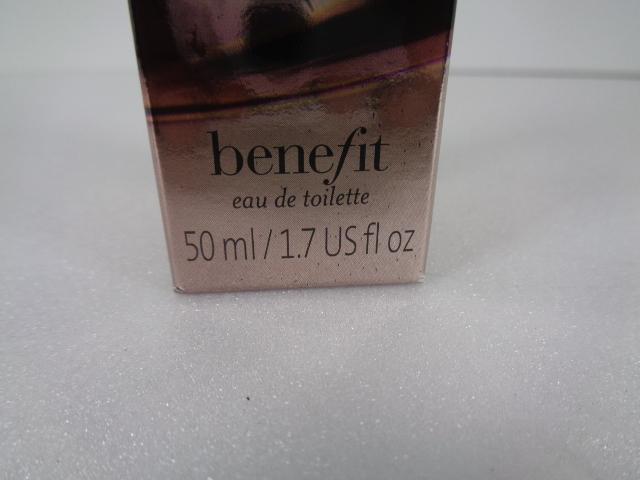 benefit
eau de toilette
50 ml / 1.7 US fl oz